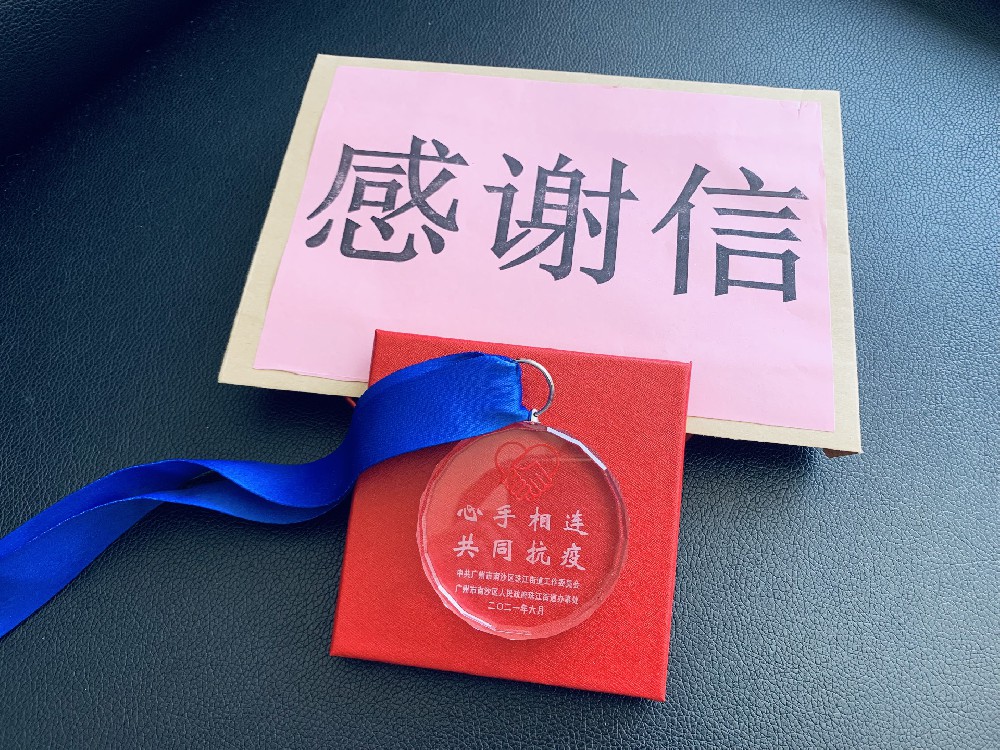 感谢信
心手相连
共同抗疫
中共广州市南沙区珠江街道工作委员会
广州市南沙区人民政府珠江街道办事处
二〇二一年六月